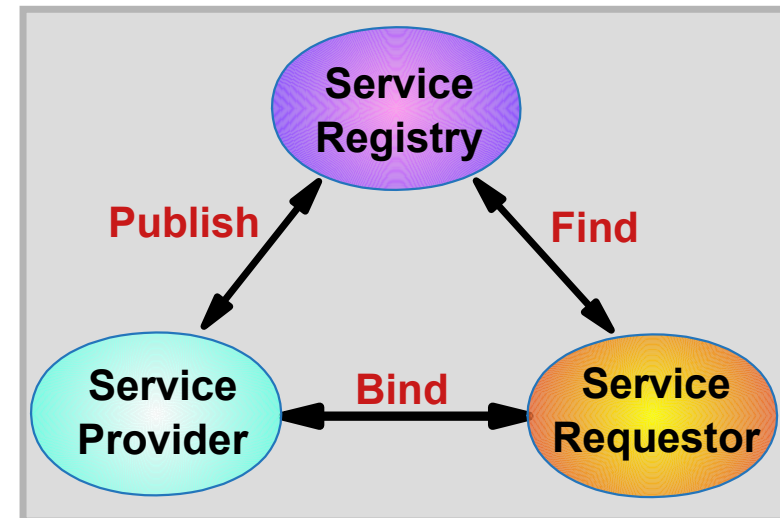 Service
Registry
Publish
Find
Service
Provider
Bind
Service
Requestor